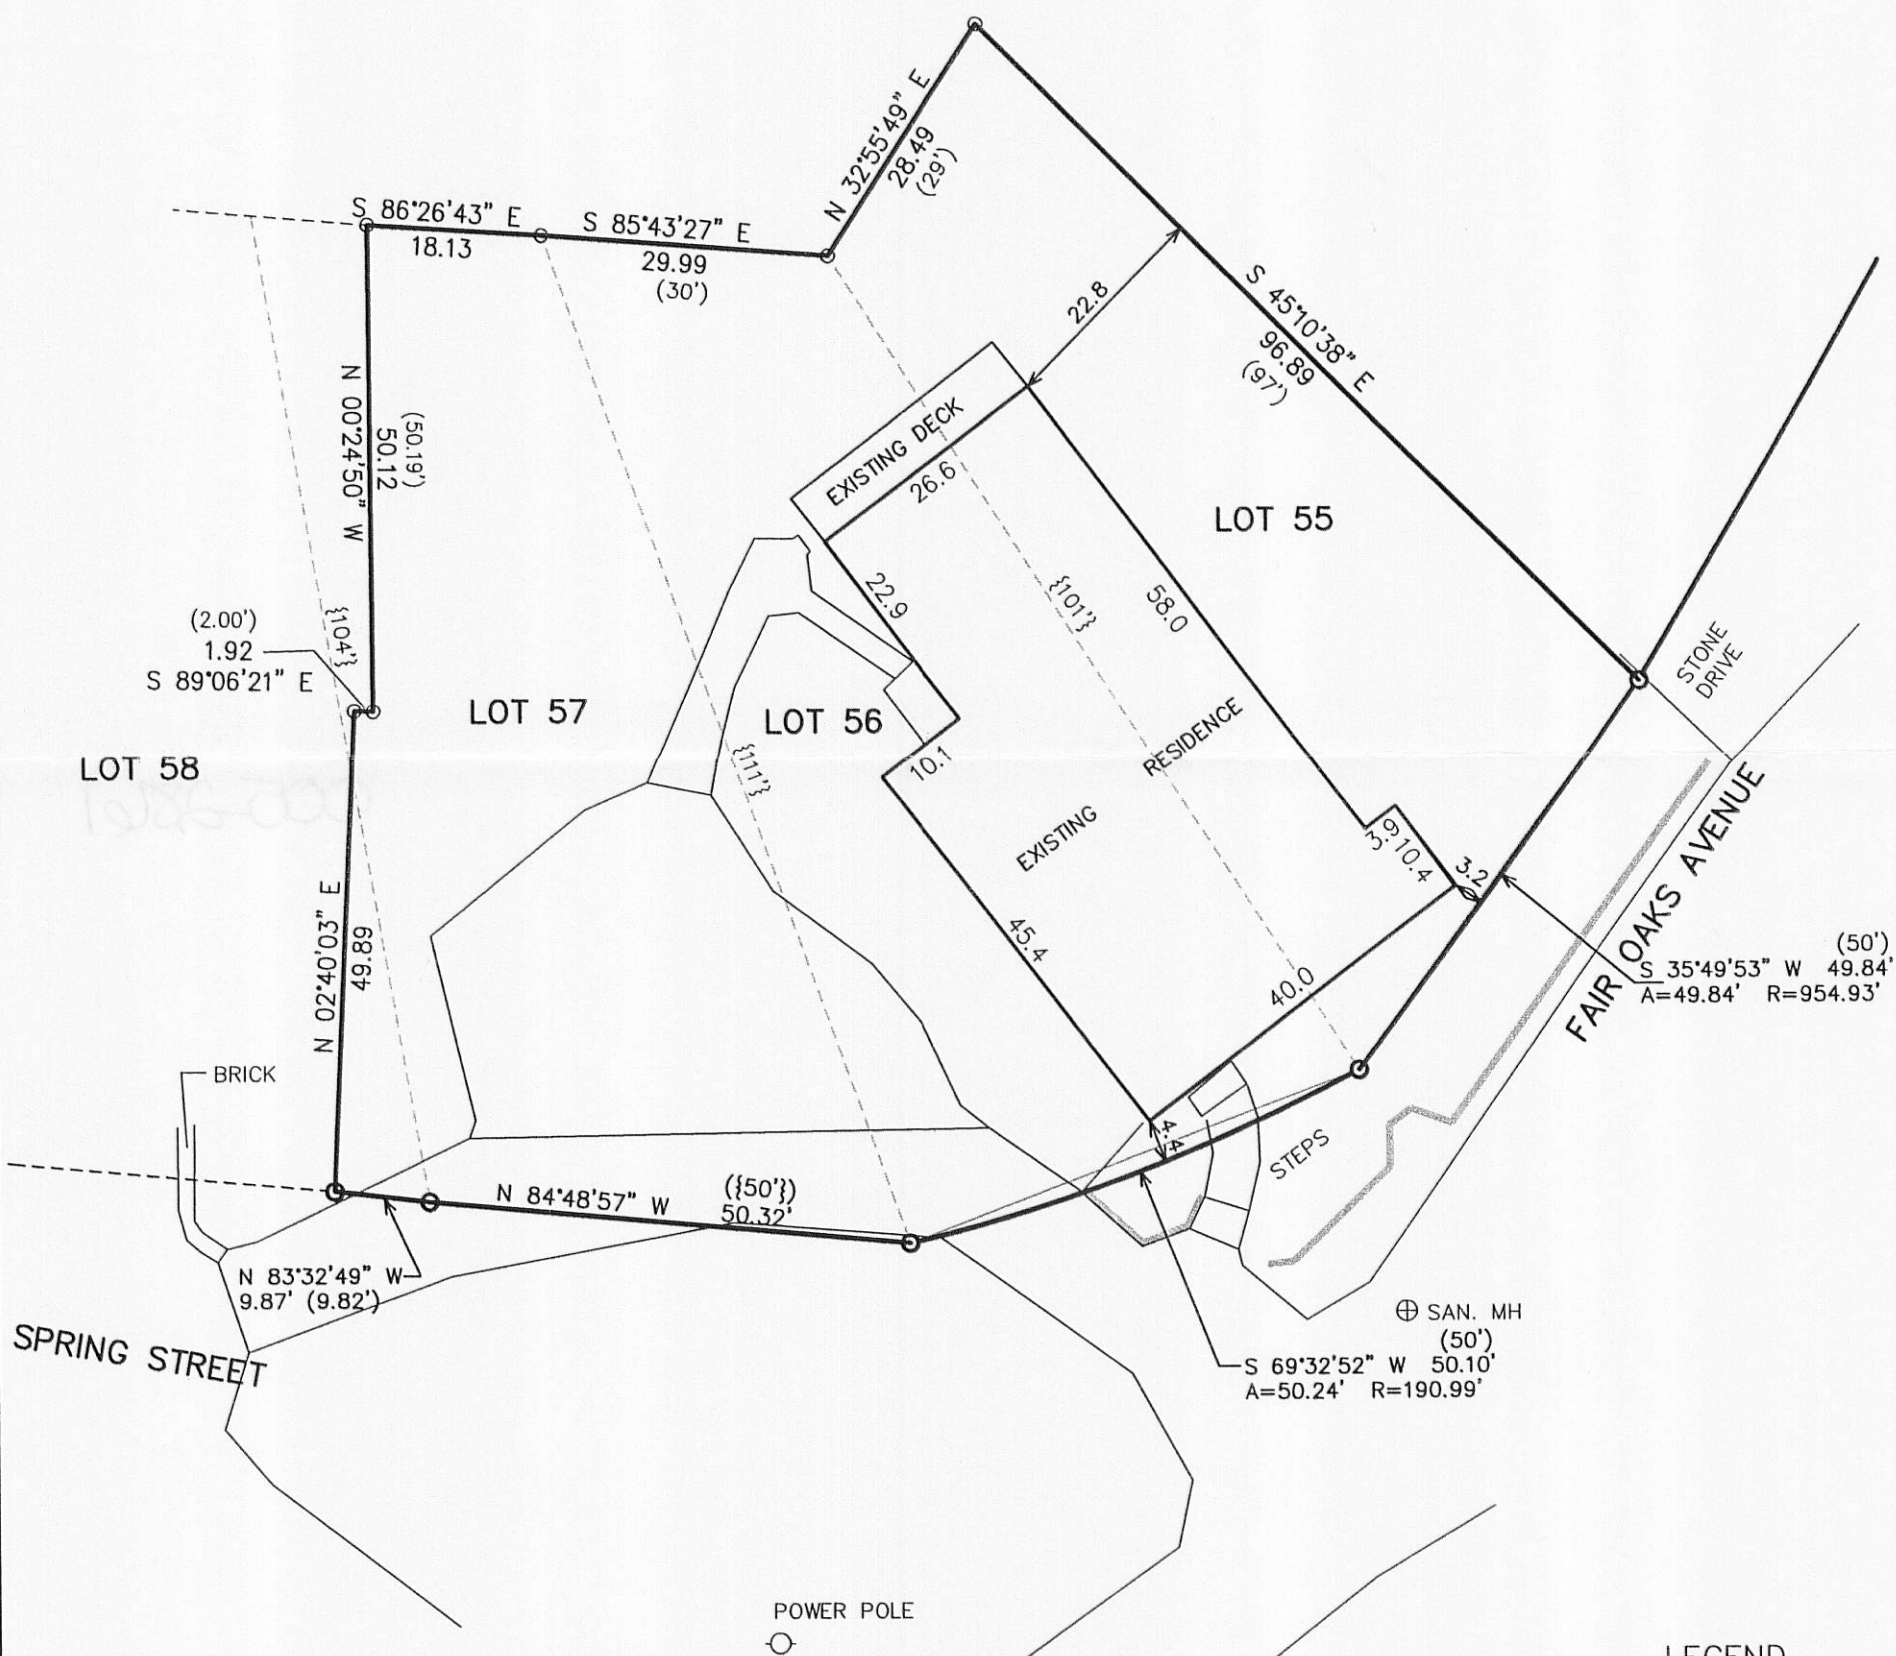 N 32°55'49" E
28.49
(29')
S 86°26'43" E
18.13
S 85°43'27" E
29.99
(30')
22.8
S 45°10'38" E
96.89
(97')
N 00°24'50" W
50.12
(50.19')
EXISTING DECK
26.6
LOT 55
22.9
{101'}
58.0
(2.00')
1.92
S 89°06'21" E
{104'}
STONE
DRIVE
LOT 57
LOT 56
{111'}
10.1
RESIDENCE
EXISTING
LOT 58
3.9
10.4
3.2
FAIR OAKS AVENUE
N 02°40'03" E
49.89
45.4
40.0
(50')
S 35°49'53" W 49.84'
A=49.84' R=954.93'
BRICK
4.4
STEPS
N 84°48'57" W
({50'})
50.32'
N 83°32'49" W
9.87' (9.82')
SPRING STREET
SAN. MH
(50')
S 69°32'52" W 50.10'
A=50.24' R=190.99'
POWER POLE
LEGEND